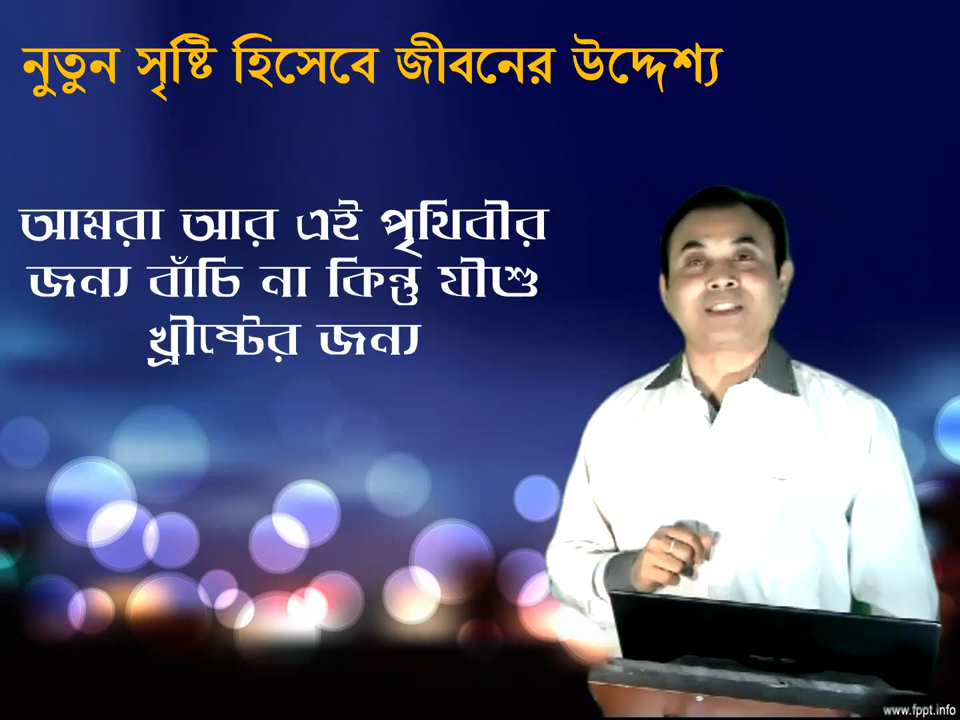 নুতুন সৃষ্টি হিসেবে জীবনের উদ্দেশ্য
আমরা আর এই পৃথিবীর
জন্য বাঁচি না কিন্তু যীশু
খ্রীষ্টের জন্য
www.fppt.info